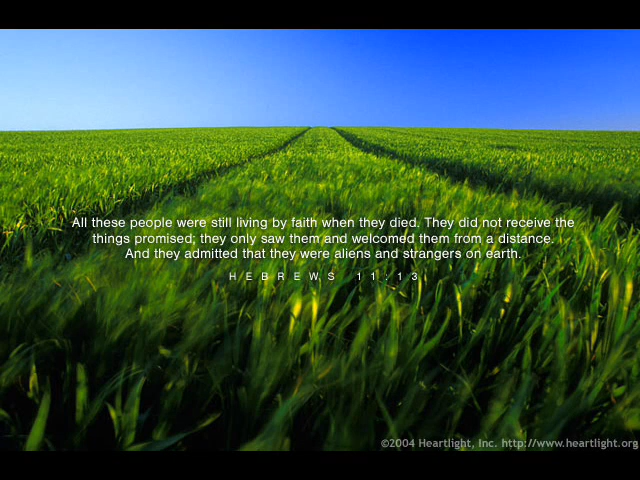 All these people were still living by faith when they died. They did not receive the
things promised; they only saw them and welcomed them from a distance.
And they admitted that they were aliens and strangers on earth.
HEBREWS 11:13
©2004 Heartlight, Inc. http://www.heartlight.org